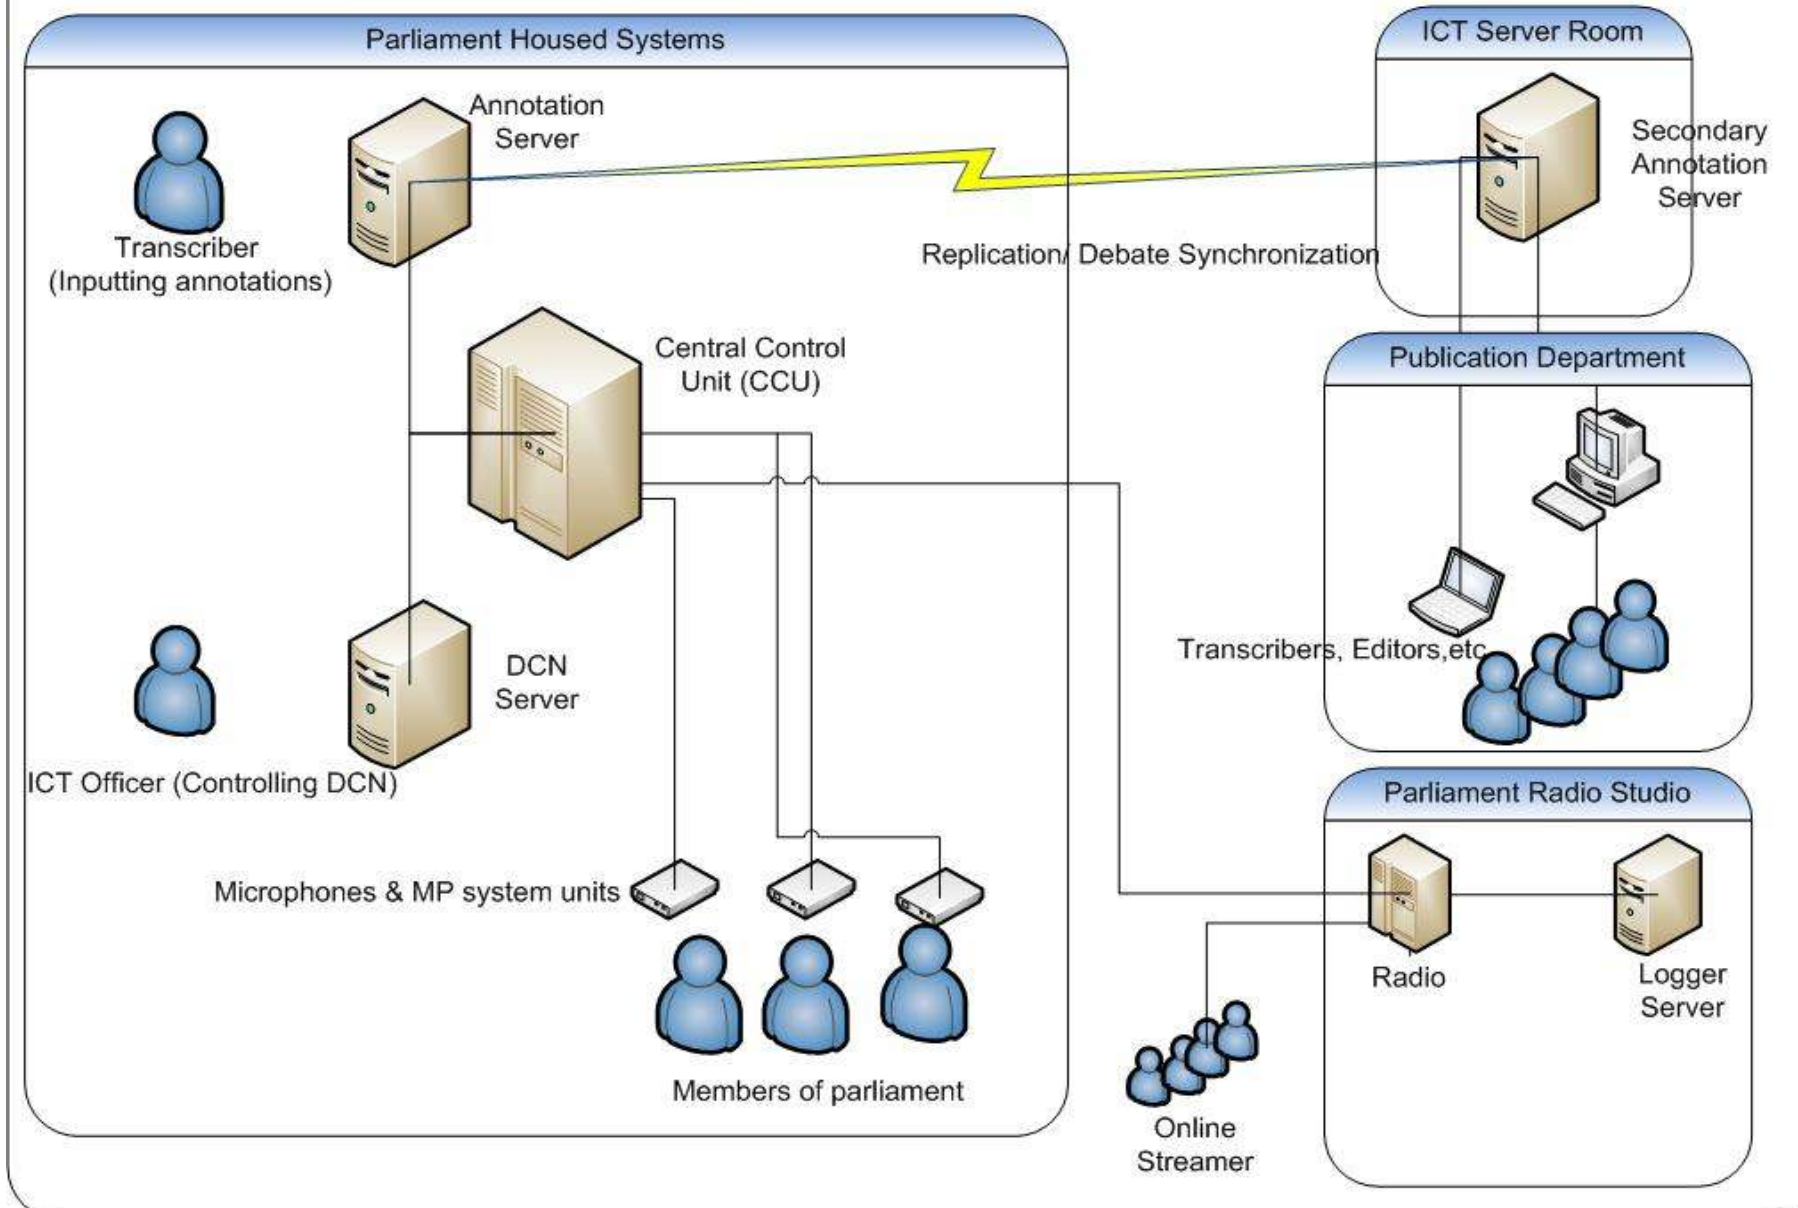 Parliament Housed Systems
ICT Server Room
Annotation
Server
Secondary
Annotation
Server
Transcriber
(Inputting annotations)
Replication/ Debate Synchronization
Central Control
Unit (CCU)
Publication Department
DCN
Server
Transcribers, Editors,etc
ICT Officer (Controlling DCN)
Parliament Radio Studio
Microphones & MP system units
Radio
Logger
Server
Members of parliament
Online
Streamer